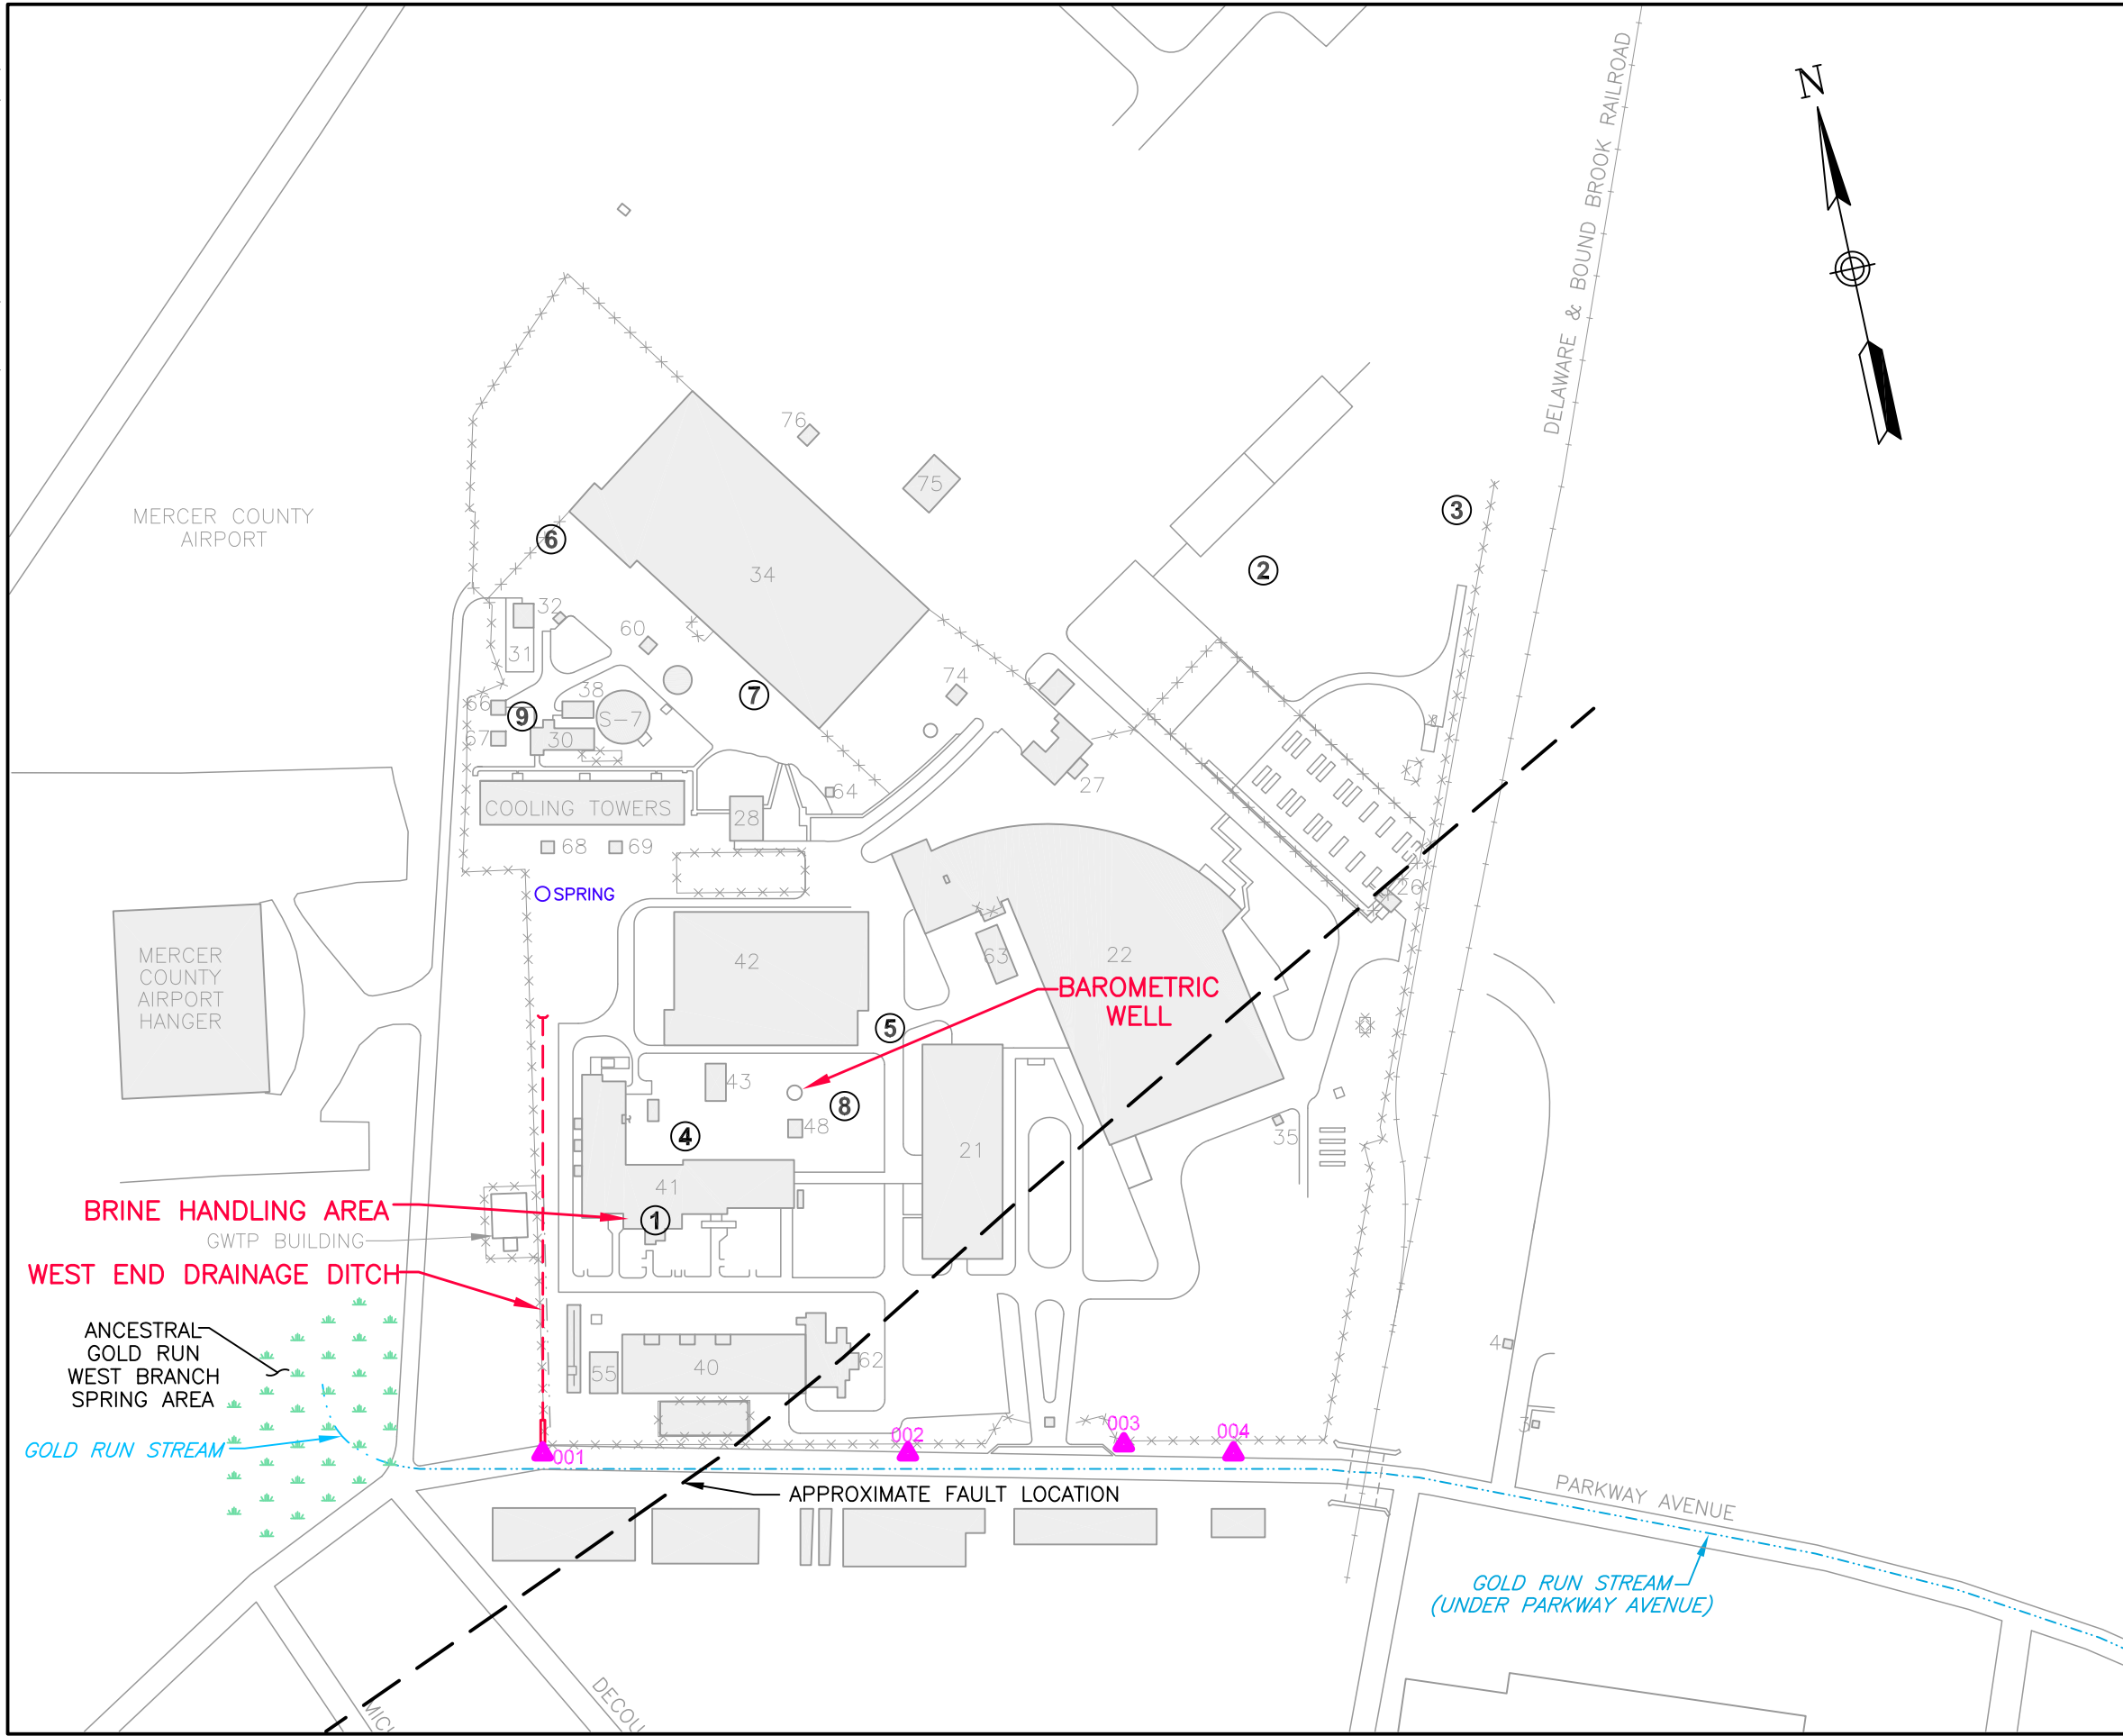 N
DELAWARE & BOUND BROOK RAILROAD
76
75
MERCER COUNTY
AIRPORT
3
6
2
34
32
60
31
74
38
7
66
9
S-7
67
30
27
COOLING TOWERS
64
28
68
69
26
SPRING
MERCER
COUNTY
AIRPORT
HANGER
42
63
22
BAROMETRIC
WELL
5
43
8
48
4
35
21
41
BRINE HANDLING AREA
1
GWTP BUILDING
WEST END DRAINAGE DITCH
ANCESTRAL
GOLD RUN
WEST BRANCH
SPRING AREA
4
55
40
62
GOLD RUN STREAM
001
002
003
004
3
APPROXIMATE FAULT LOCATION
PARKWAY AVENUE
GOLD RUN STREAM
(UNDER PARKWAY AVENUE)
MICH
DECOU